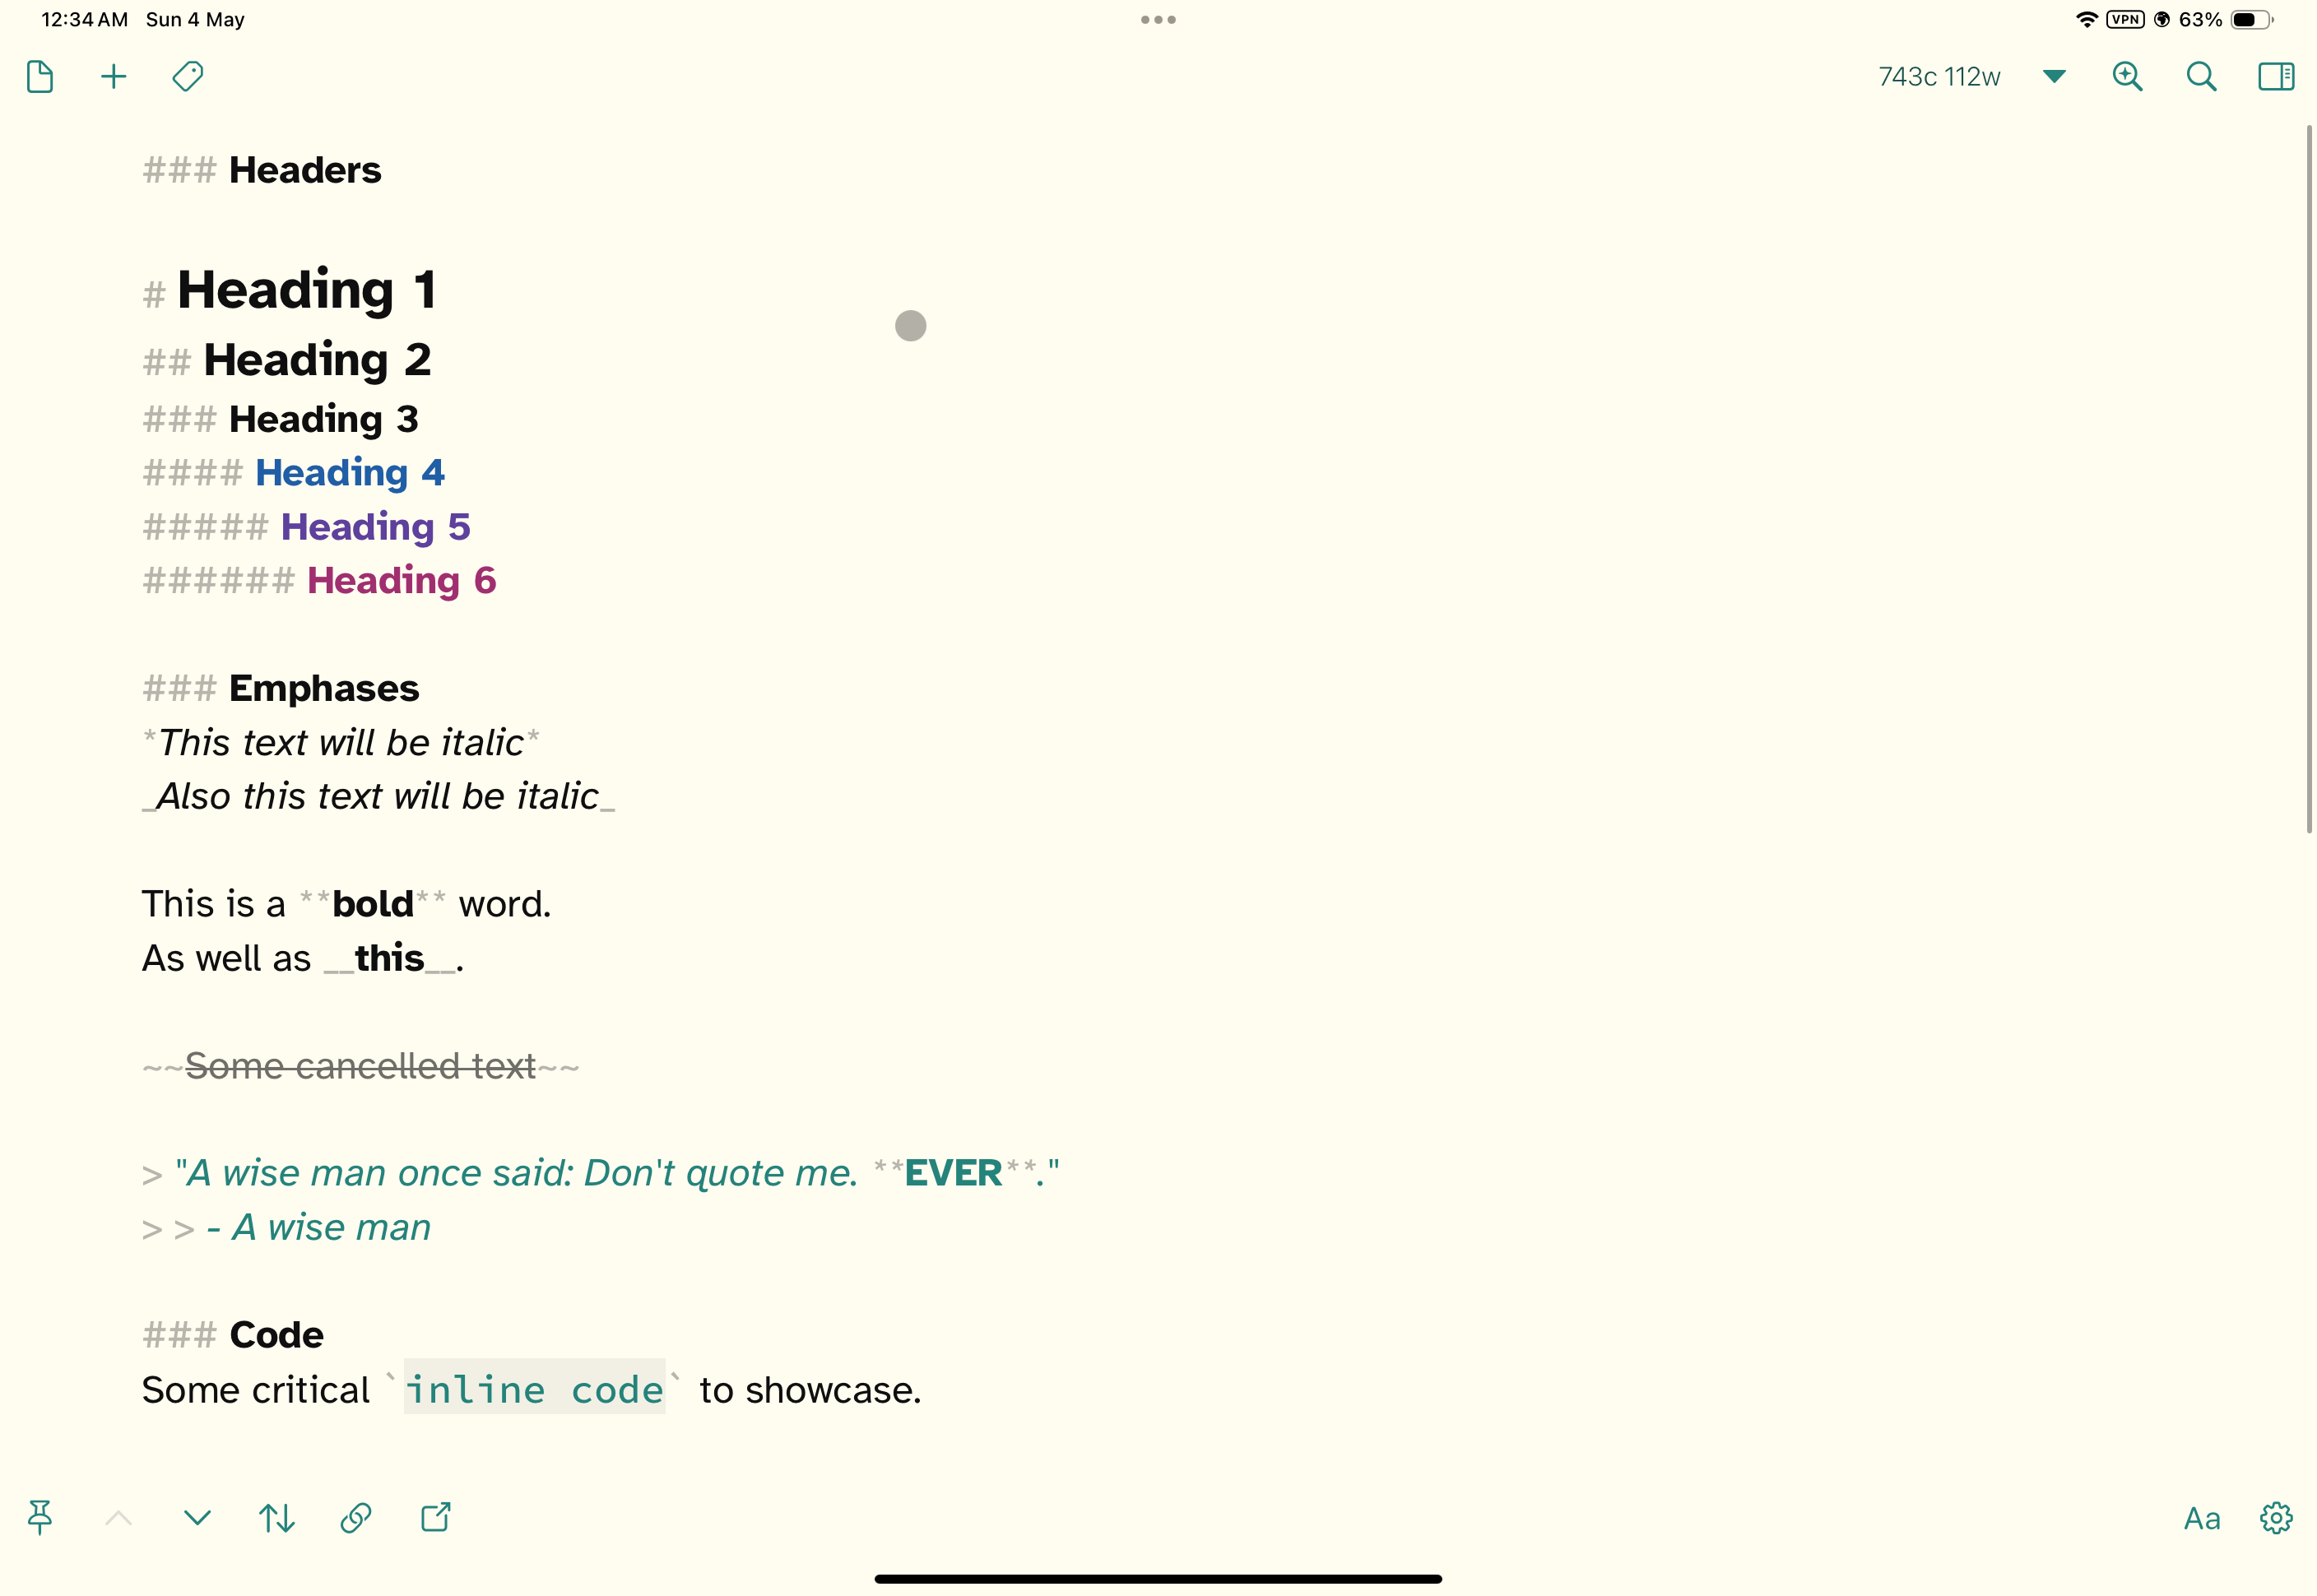 12:34 AM Sun 4 May
VPN 63%
743c 112w
### Headers
# Heading 1
## Heading 2
### Heading 3
#### Heading 4
##### Heading 5
###### Heading 6
### Emphases
*This text will be italic*
_Also this text will be italic_
This is a **bold** word.
As well as __this__.
~~Some cancelled text~~
> "A wise man once said: Don't quote me. **EVER**."
> > - A wise man
### Code
Some critical `inline code` to showcase.
Aa